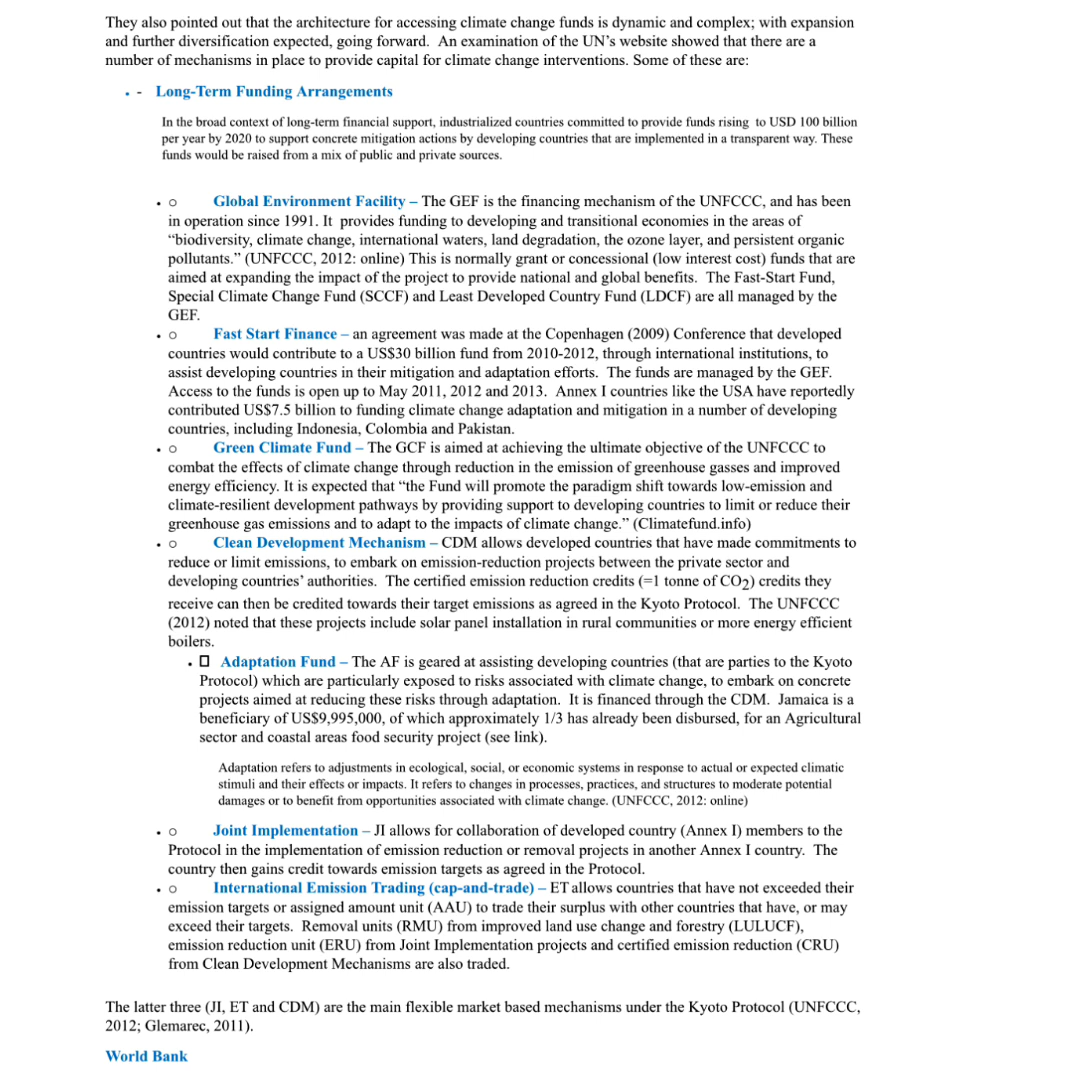 They also pointed out that the architecture for accessing climate change funds is dynamic and complex; with expansion
and further diversification expected, going forward.  An examination of the UN's website showed that there are a
number of mechanisms in place to provide capital for climate change interventions. Some of these are:
• -  Long-Term Funding Arrangements
In the broad context of long-term financial support, industrialized countries committed to provide funds rising  to USD 100 billion
per year by 2020 to support concrete mitigation actions by developing countries that are implemented in a transparent way. These
funds would be raised from a mix of public and private sources.
• o  Global Environment Facility – The GEF is the financing mechanism of the UNFCCC, and has been
in operation since 1991. It  provides funding to developing and transitional economies in the areas of
“biodiversity, climate change, international waters, land degradation, the ozone layer, and persistent organic
pollutants.” (UNFCCC, 2012: online) This is normally grant or concessional (low interest cost) funds that are
aimed at expanding the impact of the project to provide national and global benefits.  The Fast-Start Fund,
Special Climate Change Fund (SCCF) and Least Developed Country Fund (LDCF) are all managed by the
GEF.
• o  Fast Start Finance – an agreement was made at the Copenhagen (2009) Conference that developed
countries would contribute to a US$30 billion fund from 2010-2012, through international institutions, to
assist developing countries in their mitigation and adaptation efforts.  The funds are managed by the GEF.
Access to the funds is open up to May 2011, 2012 and 2013.  Annex I countries like the USA have reportedly
contributed US$7.5 billion to funding climate change adaptation and mitigation in a number of developing
countries, including Indonesia, Colombia and Pakistan.
• o  Green Climate Fund – The GCF is aimed at achieving the ultimate objective of the UNFCCC to
combat the effects of climate change through reduction in the emission of greenhouse gasses and improved
energy efficiency. It is expected that “the Fund will promote the paradigm shift towards low-emission and
climate-resilient development pathways by providing support to developing countries to limit or reduce their
greenhouse gas emissions and to adapt to the impacts of climate change.” (Climatefund.info)
• o  Clean Development Mechanism – CDM allows developed countries that have made commitments to
reduce or limit emissions, to embark on emission-reduction projects between the private sector and
developing countries’ authorities.  The certified emission reduction credits (=1 tonne of CO2) credits they
receive can then be credited towards their target emissions as agreed in the Kyoto Protocol.  The UNFCCC
(2012) noted that these projects include solar panel installation in rural communities or more energy efficient
boilers.
• ☐ Adaptation Fund – The AF is geared at assisting developing countries (that are parties to the Kyoto
Protocol) which are particularly exposed to risks associated with climate change, to embark on concrete
projects aimed at reducing these risks through adaptation.  It is financed through the CDM.  Jamaica is a
beneficiary of US$9,995,000, of which approximately 1/3 has already been disbursed, for an Agricultural
sector and coastal areas food security project (see link).
Adaptation refers to adjustments in ecological, social, or economic systems in response to actual or expected climatic
stimuli and their effects or impacts. It refers to changes in processes, practices, and structures to moderate potential
damages or to benefit from opportunities associated with climate change. (UNFCCC, 2012: online)
• o  Joint Implementation – JI allows for collaboration of developed country (Annex I) members to the
Protocol in the implementation of emission reduction or removal projects in another Annex I country.  The
country then gains credit towards emission targets as agreed in the Protocol.
• o  International Emission Trading (cap-and-trade) – ET allows countries that have not exceeded their
emission targets or assigned amount unit (AAU) to trade their surplus with other countries that have, or may
exceed their targets.  Removal units (RMU) from improved land use change and forestry (LULUCF),
emission reduction unit (ERU) from Joint Implementation projects and certified emission reduction (CRU)
from Clean Development Mechanisms are also traded.
The latter three (JI, ET and CDM) are the main flexible market based mechanisms under the Kyoto Protocol (UNFCCC,
2012; Glemarec, 2011).
World Bank